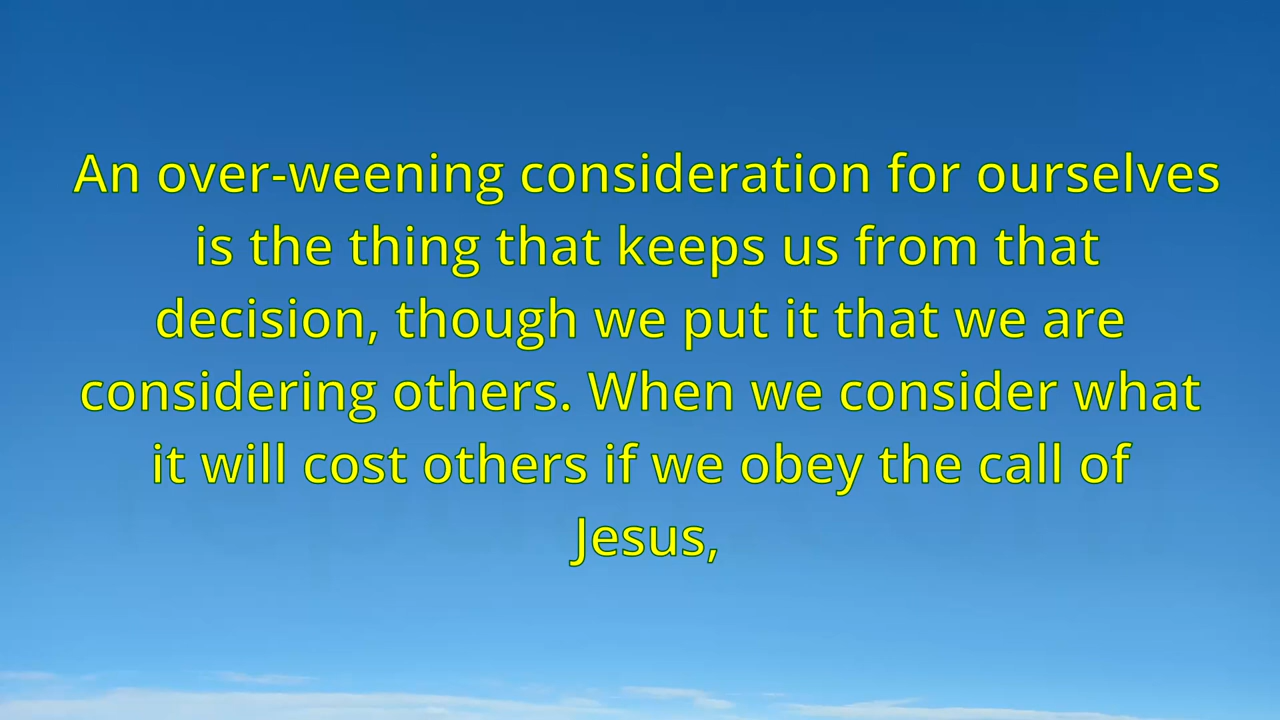 An over-weening consideration for ourselves
is the thing that keeps us from that
decision, though we put it that we are
considering others. When we consider what
it will cost others if we obey the call of
Jesus,